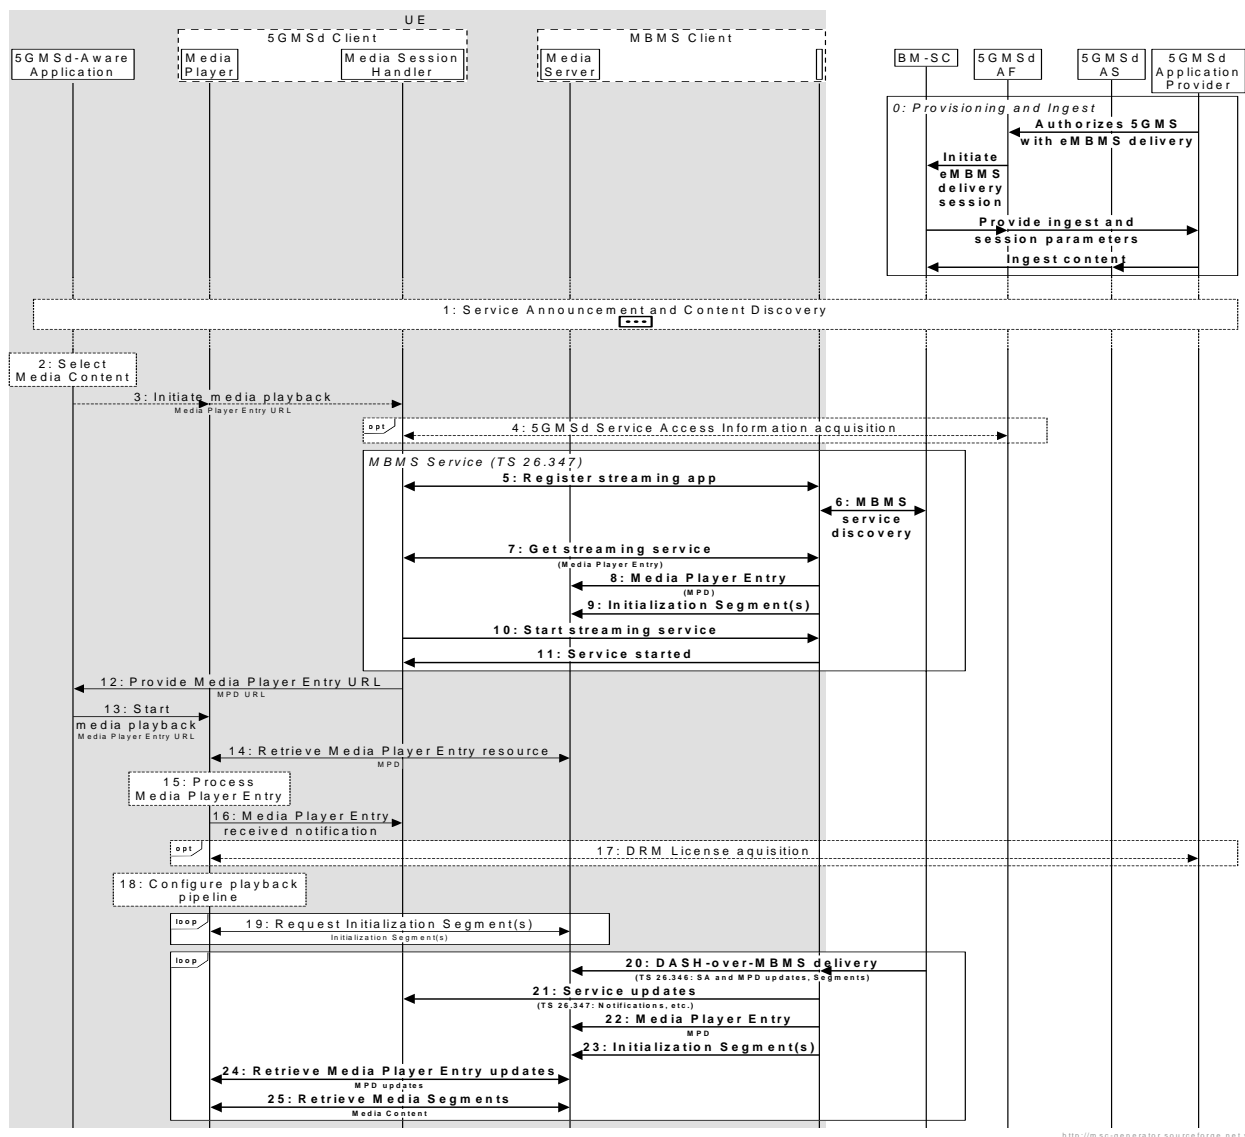 UE
5GMSd Client
MBMS Client
5GMSd-Aware
Application
Media
Player
Media Session
Handler
Media
Server
BM-SC
5GMSd
AF
5GMSd
AS
5GMSd
Application
Provider
0: Provisioning and Ingest
Authorizes 5GMS
with eMBMS delivery
Initiate
eMBMS
delivery
session
Provide ingest and
session parameters
Ingest content
1: Service Announcement and Content Discovery
2: Select
Media Content
3: Initiate media playback
Media Player Entry URL
opt
4: 5GMSd Service Access Information acquisition
MBMS Service (TS 26.347)
5: Register streaming app
6: MBMS
service
discovery
7: Get streaming service
(Media Player Entry)
8: Media Player Entry
(MPD)
9: Initialization Segment(s)
10: Start streaming service
11: Service started
12: Provide Media Player Entry URL
MPD URL
13: Start
media playback
Media Player Entry URL
14: Retrieve Media Player Entry resource
MPD
15: Process
Media Player Entry
16: Media Player Entry
received notification
opt
17: DRM License aquisition
18: Configure playback
pipeline
loop
19: Request Initialization Segment(s)
Initialization Segment(s)
loop
20: DASH-over-MBMS delivery
(TS 26.346: SA and MPD updates, Segments)
21: Service updates
(TS 26.347: Notifications, etc.)
22: Media Player Entry
MPD
23: Initialization Segment(s)
24: Retrieve Media Player Entry updates
MPD updates
25: Retrieve Media Segments
Media Content
http://msc-generator.sourceforge.net